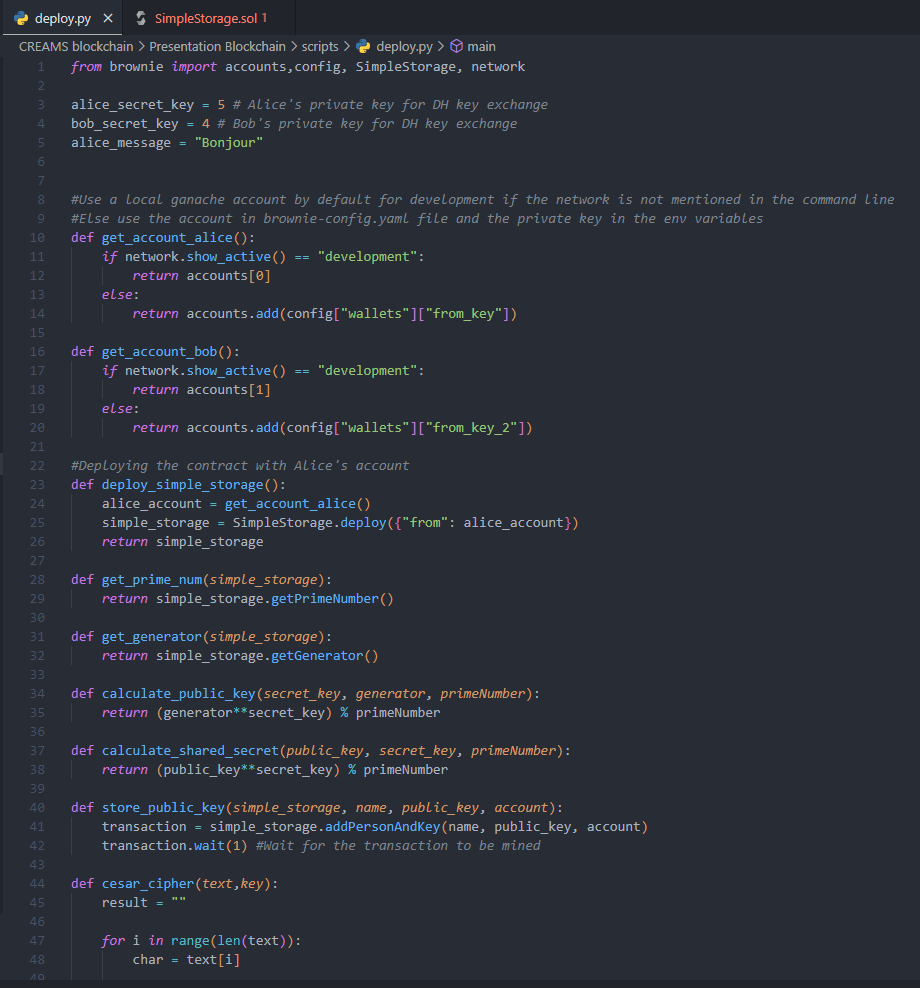 deploy.py × SimpleStorage.sol 1
CREAMS blockchain > Presentation Blockchain > scripts > deploy.py > main
1 from brownie import accounts,config, SimpleStorage, network
2
3 alice_secret_key = 5 # Alice's private key for DH key exchange
4 bob_secret_key = 4 # Bob's private key for DH key exchange
5 alice_message = "Bonjour"
6
7
8 #Use a local ganache account by default for development if the network is not mentioned in the command line
9 #Else use the account in brownie-config.yaml file and the private key in the env variables
10 def get_account_alice():
11     if network.show_active() == "development":
12         return accounts[0]
13     else:
14         return accounts.add(config["wallets"]["from_key"])
15
16 def get_account_bob():
17     if network.show_active() == "development":
18         return accounts[1]
19     else:
20         return accounts.add(config["wallets"]["from_key_2"])
21
22 #Deploying the contract with Alice's account
23 def deploy_simple_storage():
24     alice_account = get_account_alice()
25     simple_storage = SimpleStorage.deploy({"from": alice_account})
26     return simple_storage
27
28 def get_prime_num(simple_storage):
29     return simple_storage.getPrimeNumber()
30
31 def get_generator(simple_storage):
32     return simple_storage.getGenerator()
33
34 def calculate_public_key(secret_key, generator, primeNumber):
35     return (generator**secret_key) % primeNumber
36
37 def calculate_shared_secret(public_key, secret_key, primeNumber):
38     return (public_key**secret_key) % primeNumber
39
40 def store_public_key(simple_storage, name, public_key, account):
41     transaction = simple_storage.addPersonAndKey(name, public_key, account)
42     transaction.wait(1) #Wait for the transaction to be mined
43
44 def cesar_cipher(text,key):
45     result = ""
46
47     for i in range(len(text)):
48         char = text[i]
49